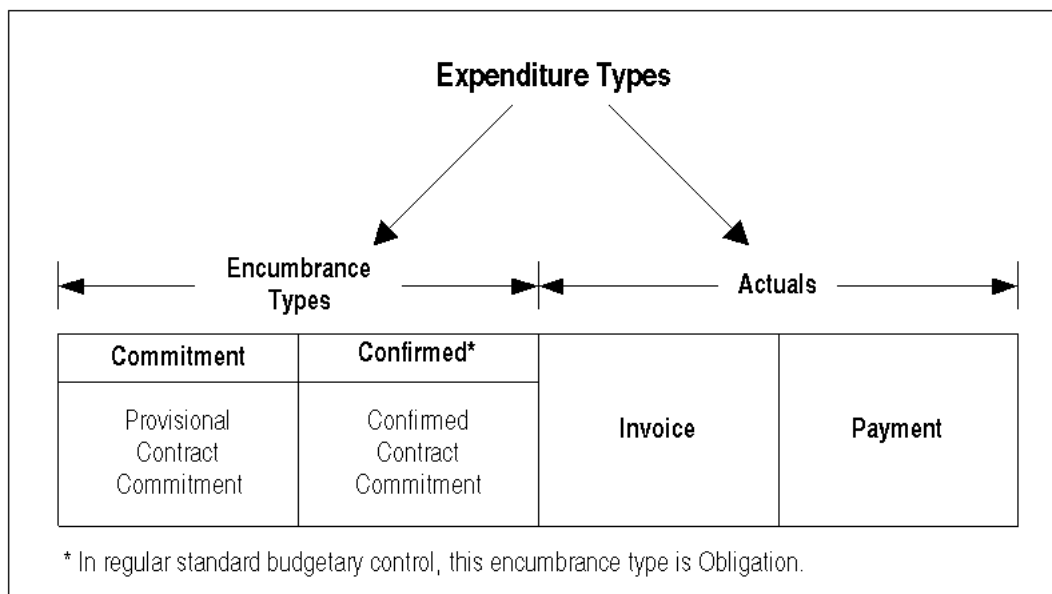 Expenditure Types
Encumbrance
Types
Actuals
Commitment
Confirmed*
Provisional
Contract
Commitment
Confirmed
Contract
Commitment
Invoice
Payment
* In regular standard budgetary control, this encumbrance type is Obligation.